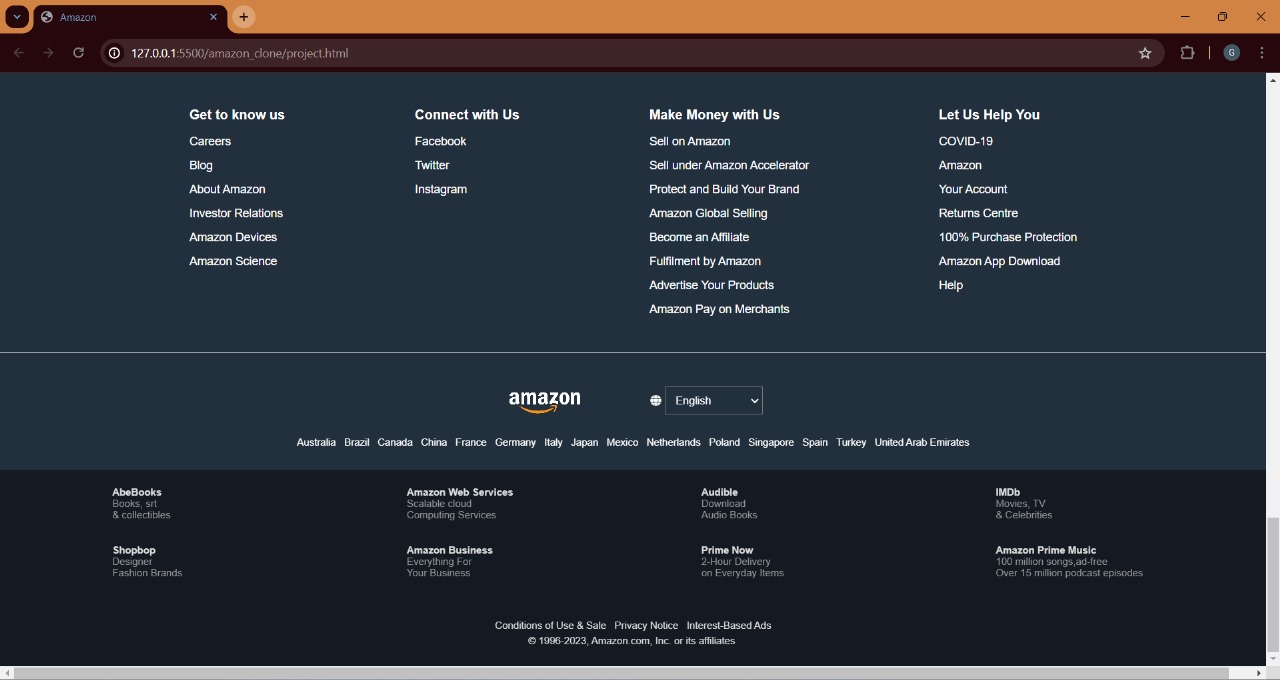 Amazon
127.0.0.1:5500/amazon_clone/project.html
G
Get to know us
Careers
Blog
About Amazon
Investor Relations
Amazon Devices
Amazon Science
Connect with Us
Facebook
Twitter
Instagram
Make Money with Us
Sell on Amazon
Sell under Amazon Accelerator
Protect and Build Your Brand
Amazon Global Selling
Become an Affiliate
Fulfilment by Amazon
Advertise Your Products
Amazon Pay on Merchants
Let Us Help You
COVID-19
Amazon
Your Account
Returns Centre
100% Purchase Protection
Amazon App Download
Help
amazon
English
Australia Brazil Canada China France Germany Italy Japan Mexico Netherlands Poland Singapore Spain Turkey United Arab Emirates
AbeBooks
Books, srt
& collectibles
Amazon Web Services
Scalable cloud
Computing Services
Audible
Download
Audio Books
IMDb
Movies, TV
& Celebrities
Shopbop
Designer
Fashion Brands
Amazon Business
Everything For
Your Business
Prime Now
2-Hour Delivery
on Everyday Items
Amazon Prime Music
100 million songs,ad-free
Over 15 million podcast episodes
Conditions of Use & Sale Privacy Notice Interest-Based Ads
© 1996-2023, Amazon.com, Inc. or its affiliates